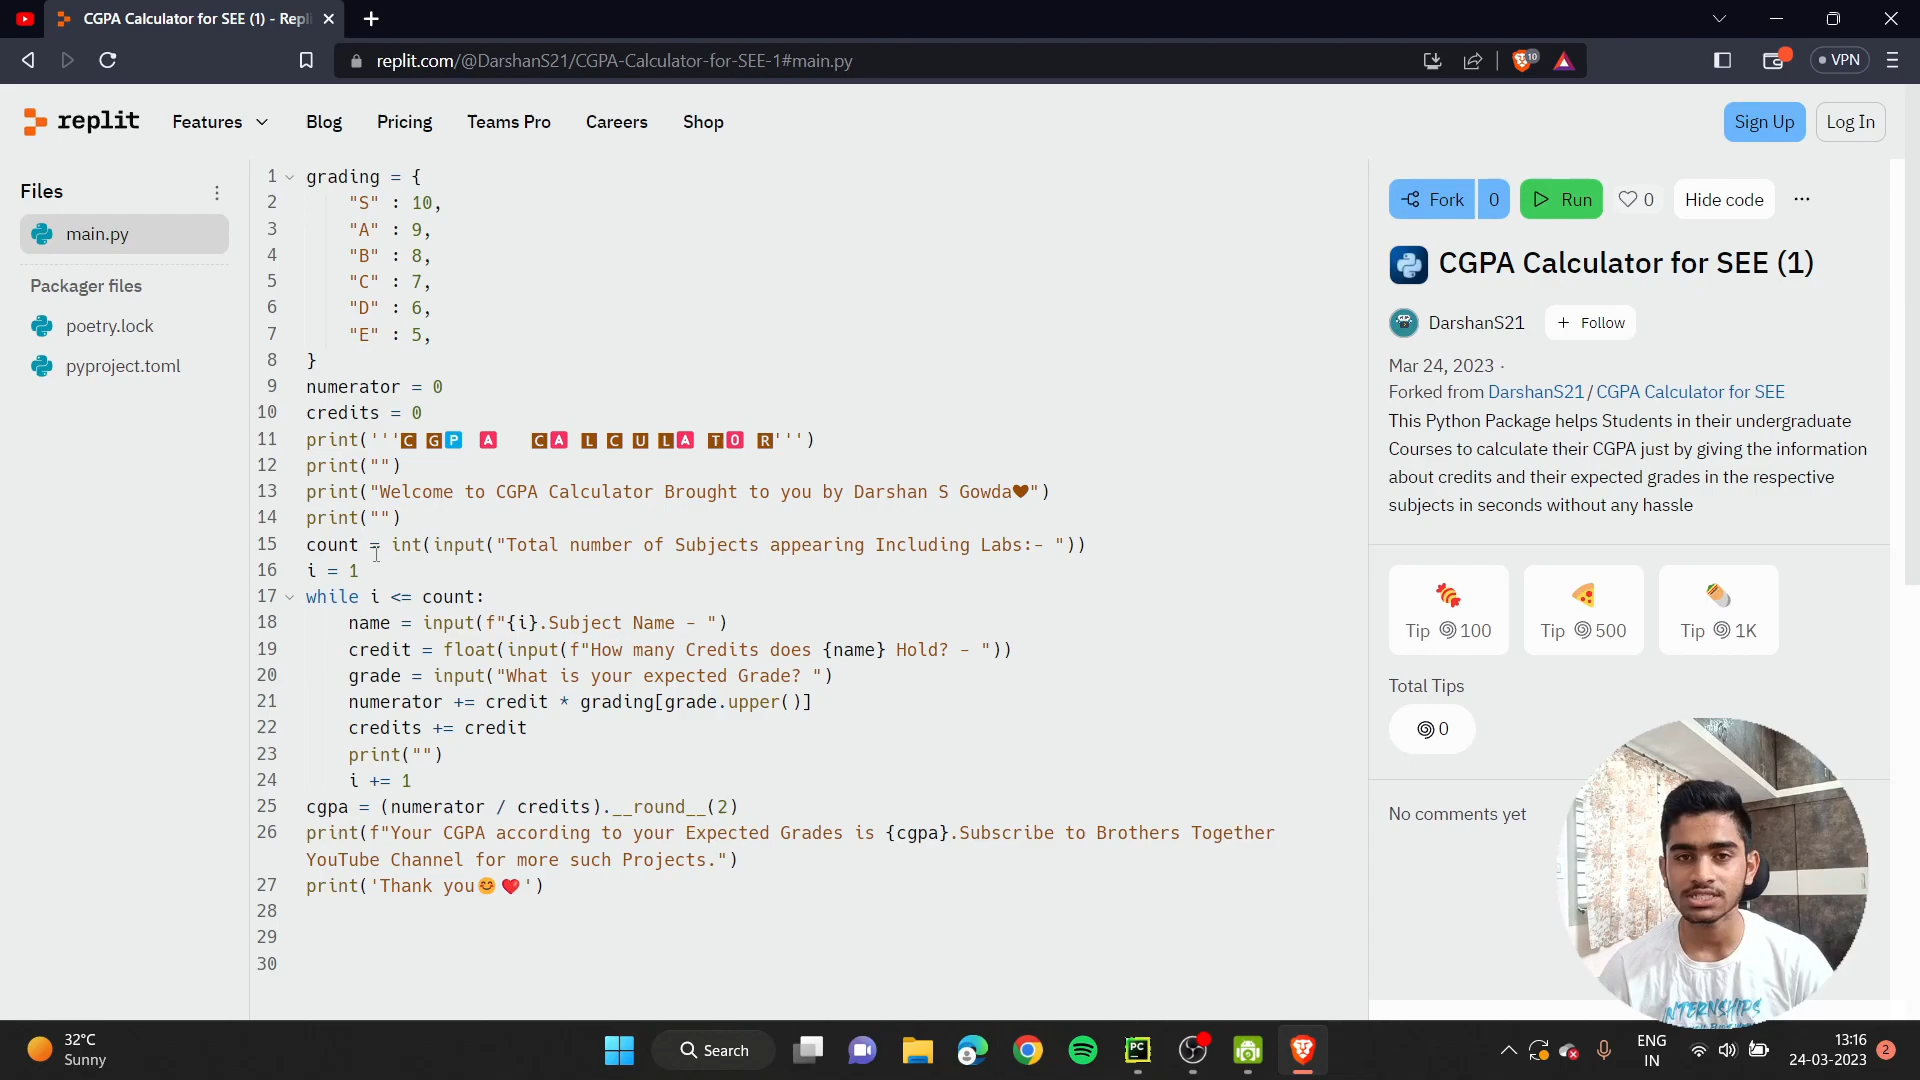 CGPA Calculator for SEE (1) - Repli
replit.com/@DarshanS21/CGPA-Calculator-for-SEE-1#main.py
10
VPN
replit
Features
Blog
Pricing
Teams Pro
Careers
Shop
Sign Up
Log In
Files
main.py
Packager files
poetry.lock
pyproject.toml
1 grading = {
2 "S" : 10,
3 "A" : 9,
4 "B" : 8,
5 "C" : 7,
6 "D" : 6,
7 "E" : 5,
8 }
9 numerator = 0
10 credits = 0
11 print('''🅲 🅶🅿 🅰 🅲🅰 🅻 🅲 🆄 🅻🅰 🆃🅾 🆁''')
12 print("")
13 print("Welcome to CGPA Calculator Brought to you by Darshan S Gowda🤎")
14 print("")
15 count = int(input("Total number of Subjects appearing Including Labs:- "))
16 i = 1
17 while i <= count:
18 name = input(f"{i}.Subject Name - ")
19 credit = float(input(f"How many Credits does {name} Hold? - "))
20 grade = input("What is your expected Grade? ")
21 numerator += credit * grading[grade.upper()]
22 credits += credit
23 print("")
24 i += 1
25 cgpa = (numerator / credits).__round__(2)
26 print(f"Your CGPA according to your Expected Grades is {cgpa}.Subscribe to Brothers Together
YouTube Channel for more such Projects.")
27 print('Thank you😊❤️')
28
29
30
Fork 0
Run
0
Hide code
CGPA Calculator for SEE (1)
DarshanS21
+ Follow
Mar 24, 2023 ·
Forked from DarshanS21/CGPA Calculator for SEE
This Python Package helps Students in their undergraduate
Courses to calculate their CGPA just by giving the information
about credits and their expected grades in the respective
subjects in seconds without any hassle
Tip 100
Tip 500
Tip 1K
Total Tips
0
No comments yet
INTERNSHIPS
32°C
Sunny
Search
PC
ENG
IN
13:16
24-03-2023
2